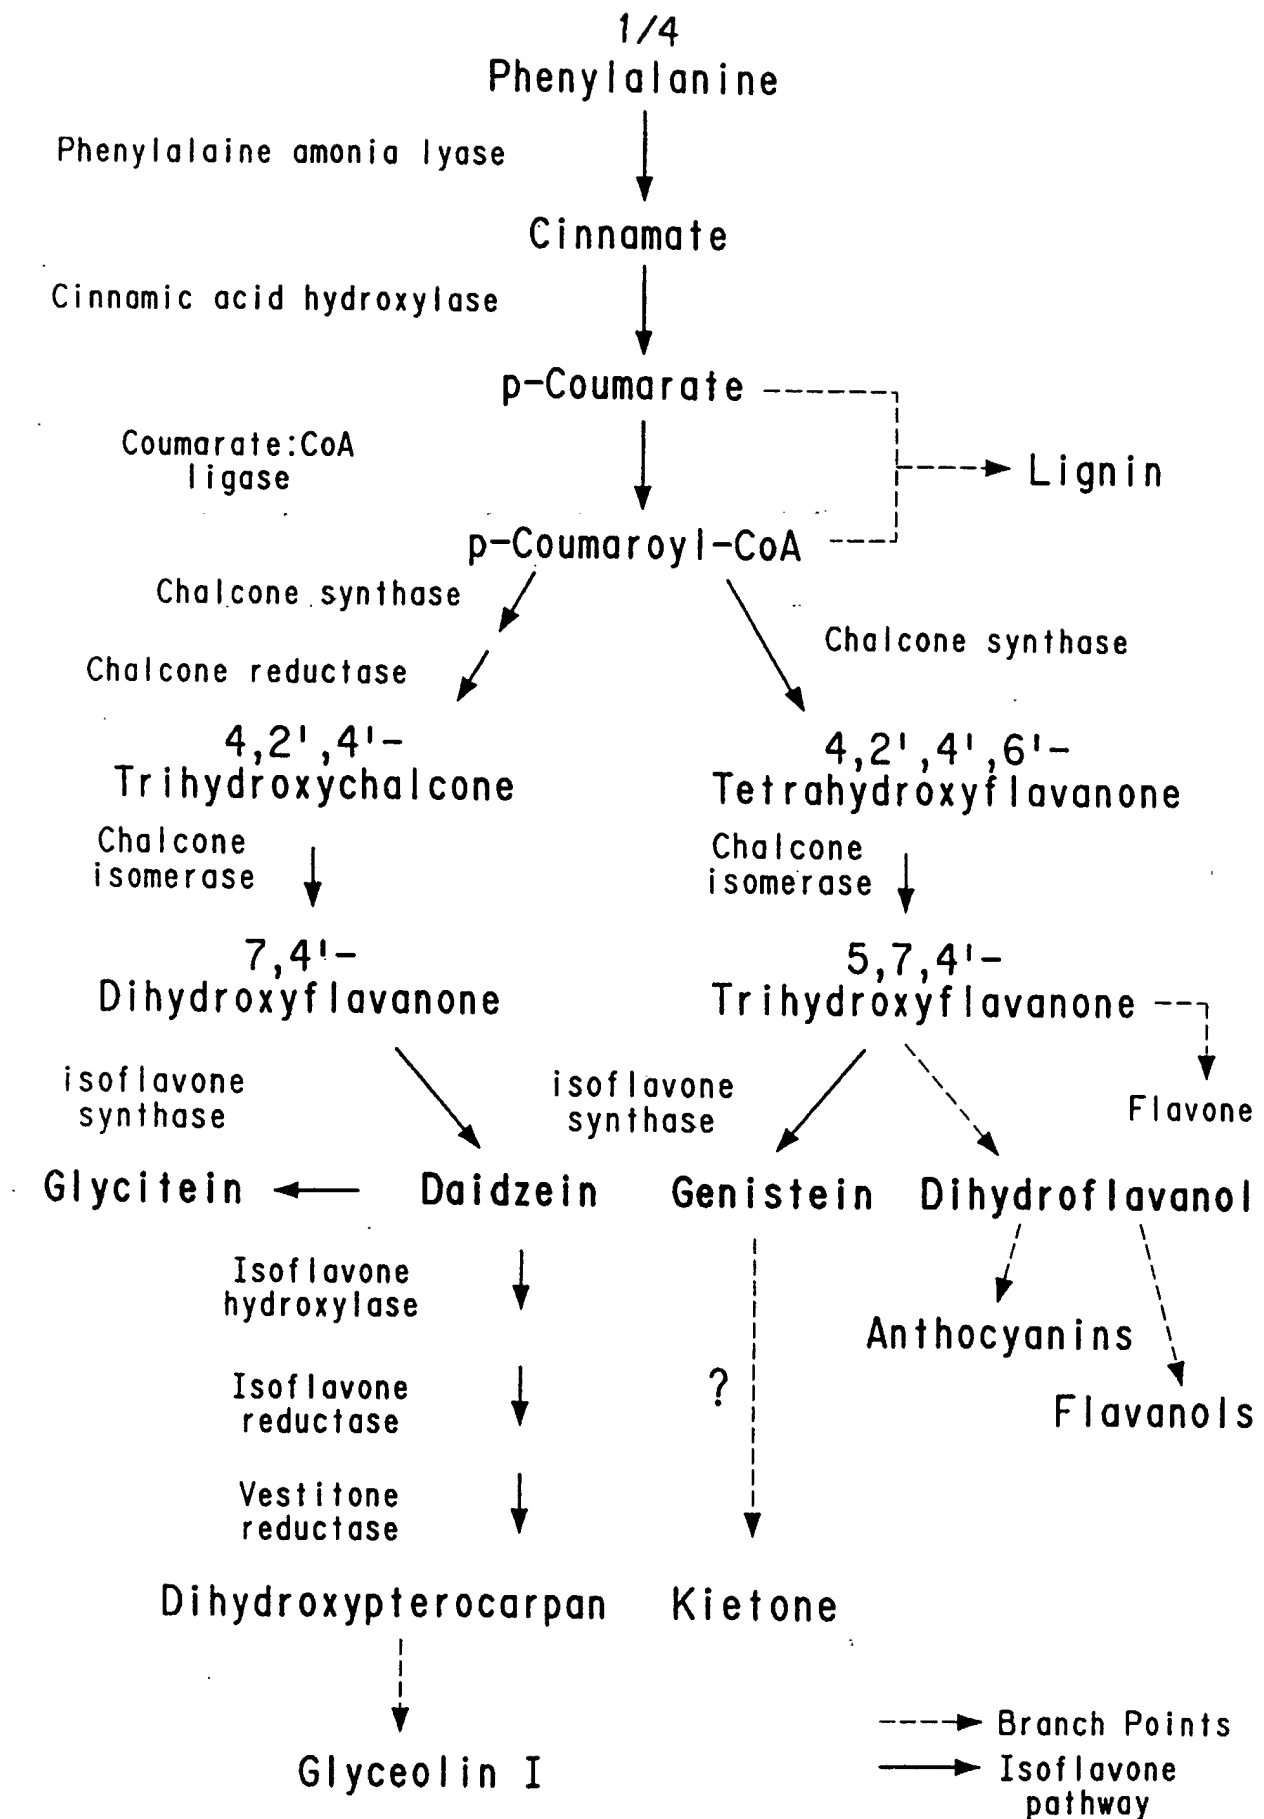 1/4
Phenylalanine
Phenylalaine amonia lyase
Cinnamate
Cinnamic acid hydroxylase
p-Coumarate
Coumarate:CoA
ligase
Lignin
p-Coumaroyl-CoA
Chalcone synthase
Chalcone synthase
Chalcone reductase
4,2',4'-
Trihydroxychalcone
4,2',4',6'-
Tetrahydroxyflavanone
Chalcone
isomerase
Chalcone
isomerase
7,4'-
Dihydroxyflavanone
5,7,4'-
Trihydroxyflavanone
isoflavone
synthase
isoflavone
synthase
Flavone
Glycitein
Daidzein
Genistein
Dihydroflavanol
Isoflavone
hydroxylase
Anthocyanins
Isoflavone
reductase
?
Flavanols
Vestitone
reductase
Dihydroxypterocarpan
Kietone
Glyceolin I
Branch Points
Isoflavone
pathway